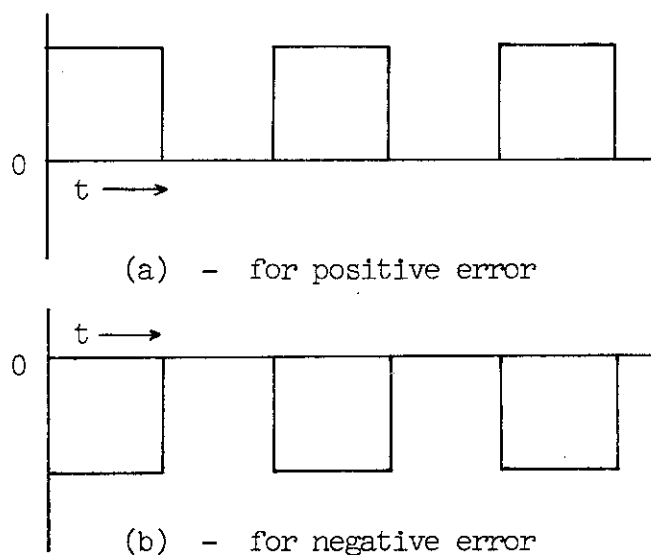 0
t →
(a) - for positive error
t →
0
(b) - for negative error